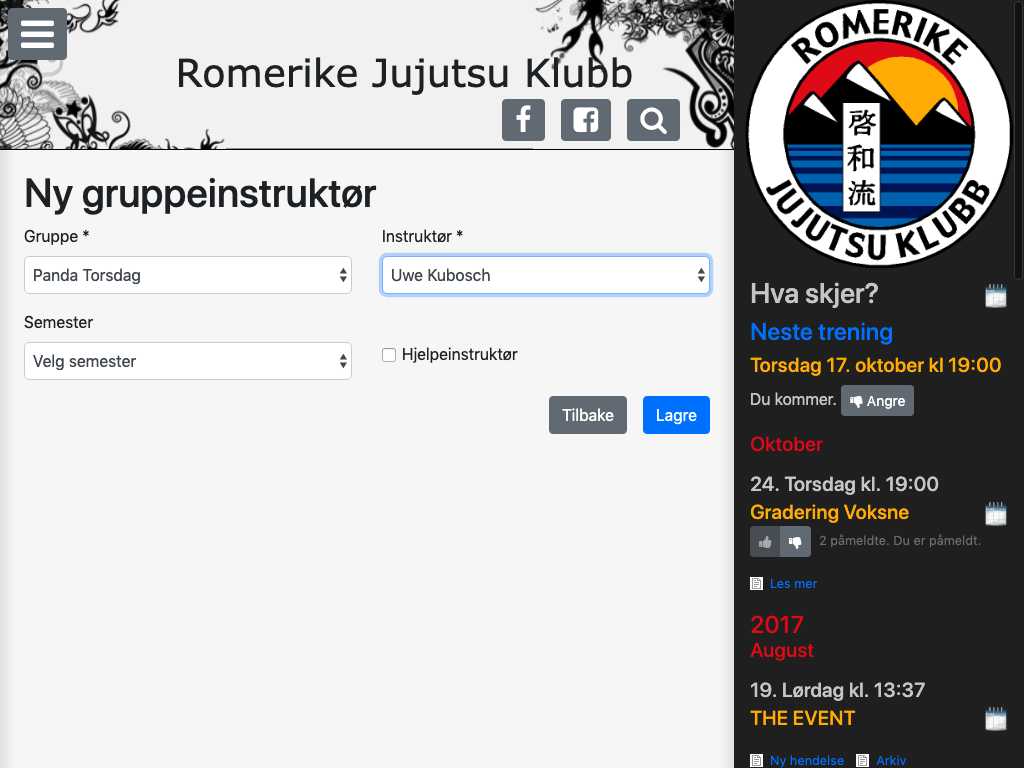 Romerike Jujutsu Klubb
Ny gruppeinstruktør
Gruppe *
Instruktør *
Panda Torsdag
Uwe Kubosch
Semester
Velg semester
Hjelpeinstruktør
Tilbake
Lagre
ROMERIKE
啓和流
JUJUTSU KLUBB
Hva skjer?
Neste trening
Torsdag 17. oktober kl 19:00
Du kommer. Angre
Oktober
24. Torsdag kl. 19:00
Gradering Voksne
2 påmeldte. Du er påmeldt.
Les mer
2017
August
19. Lørdag kl. 13:37
THE EVENT
Ny hendelse Arkiv